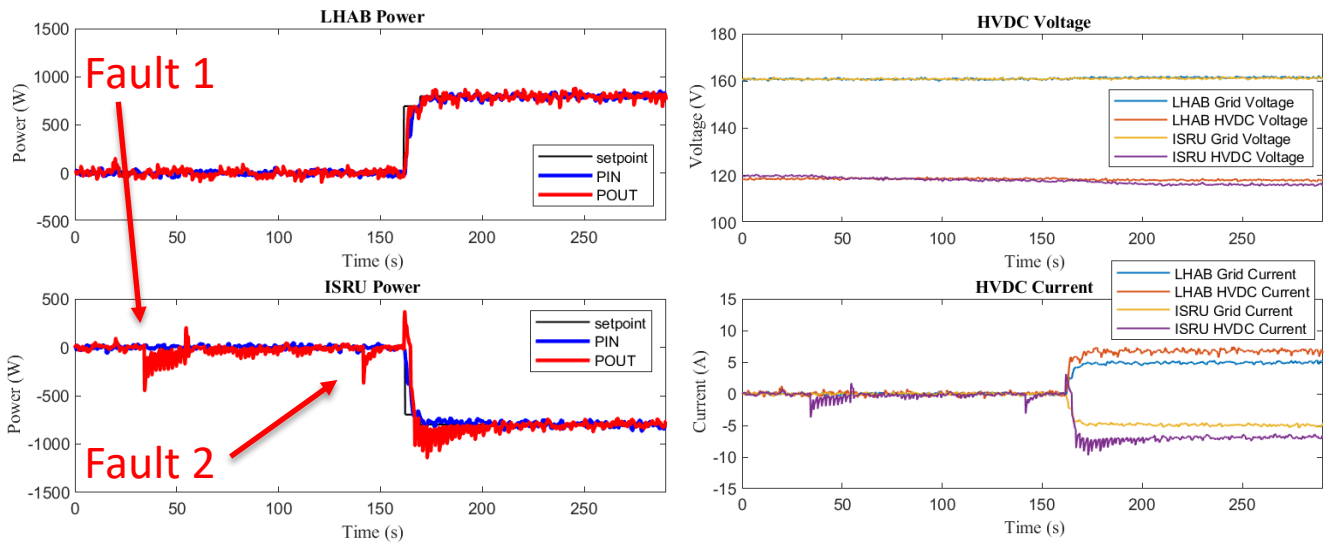 LHAB Power
Fault 1
1500
1000
500
0
-500
Power (W)
setpoint
PIN
POUT
0 50 100 150 200 250
Time (s)
HVDC Voltage
180
160
140
120
100
Voltage (V)
LHAB Grid Voltage
LHAB HVDC Voltage
ISRU Grid Voltage
ISRU HVDC Voltage
0 50 100 150 200 250
Time (s)
ISRU Power
500
0
-500
-1000
-1500
Power (W)
setpoint
PIN
POUT
Fault 2
0 50 100 150 200 250
Time (s)
HVDC Current
LHAB Grid Current
LHAB HVDC Current
ISRU Grid Current
ISRU HVDC Current
15
10
5
0
-5
-10
-15
Current (A)
0 50 100 150 200 250
Time (s)